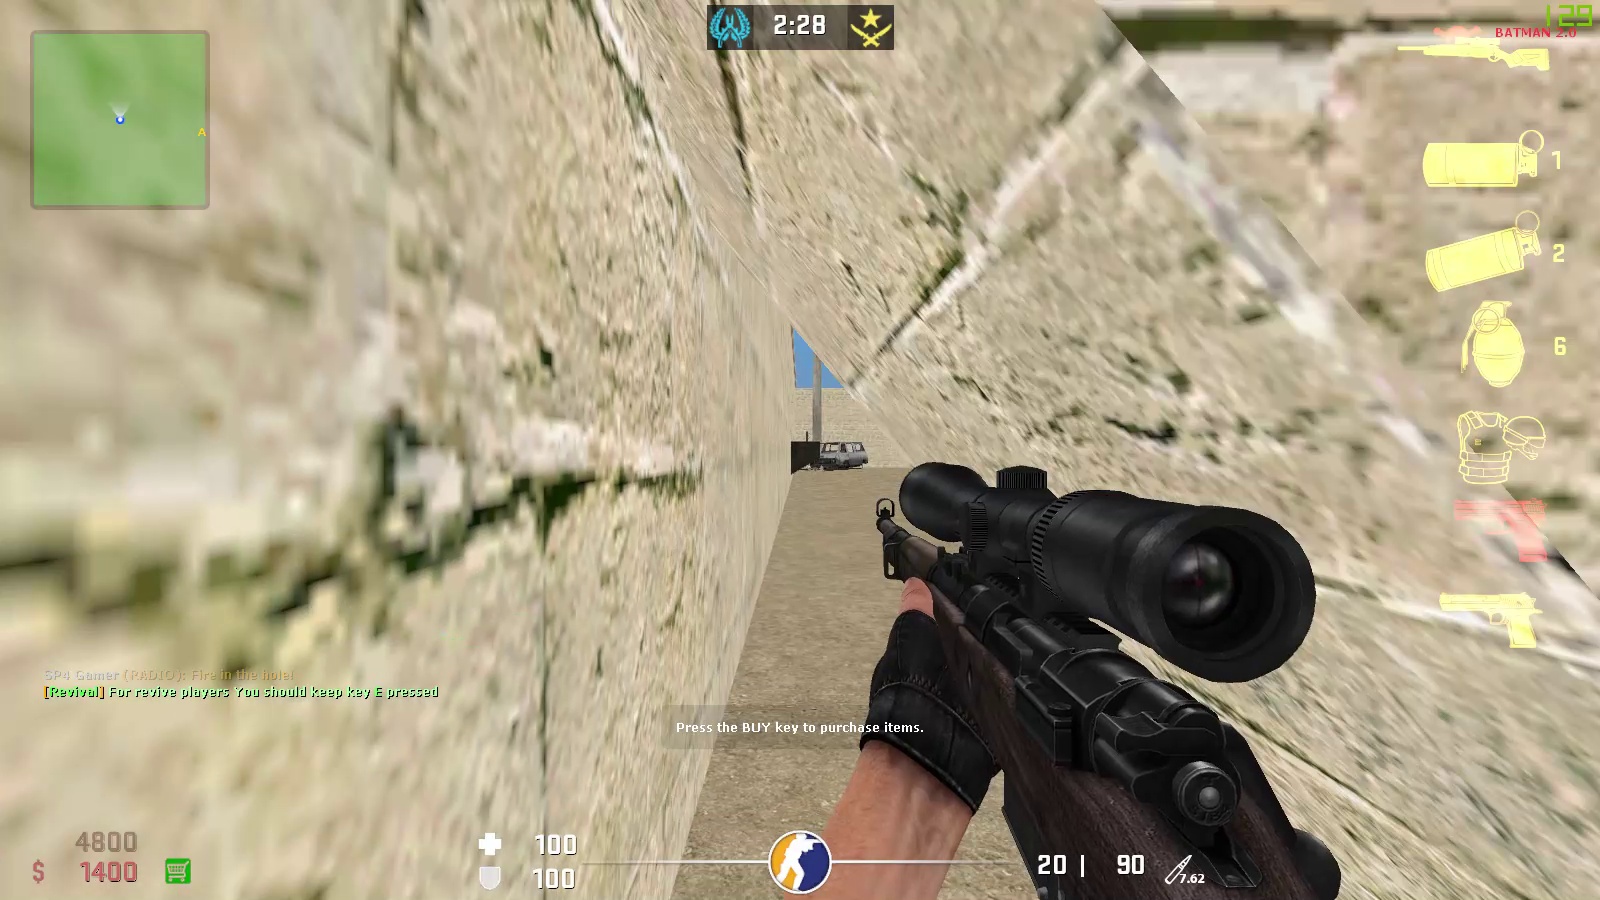 2:28
129
BATMAN 2.0
A
1
2
6
SP4 Gamer (RADIO): Fire in the hole!
[Revival] For revive players You should keep key E pressed
Press the BUY key to purchase items.
4800
$ 1400
100
100
20 | 90
7.62